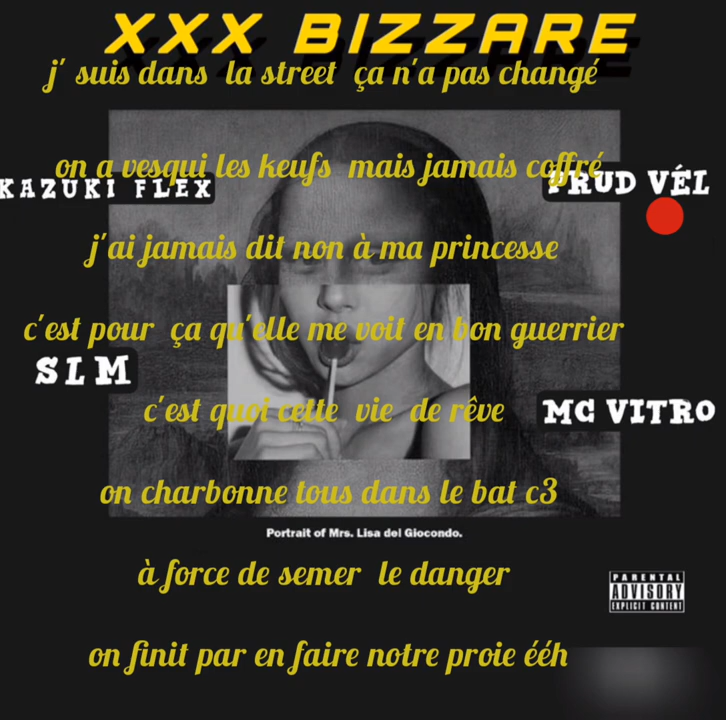 XXX BIZZARE
j' suis dans la street ça n'a pas changé
on a vesqui les keufs mais jamais coffré
KAZUKI FLEX
PRUD VÉL
j'ai jamais dit non à ma princesse
c'est pour ça qu'elle me voit en bon guerrier
SLM
c'est quoi cette vie de rêve
MC VITRO
on charbonne tous dans le bat c3
Portrait of Mrs. Lisa del Giocondo.
à force de semer le danger
PARENTAL
ADVISORY
EXPLICIT CONTENT
on finit par en faire notre proie ééh